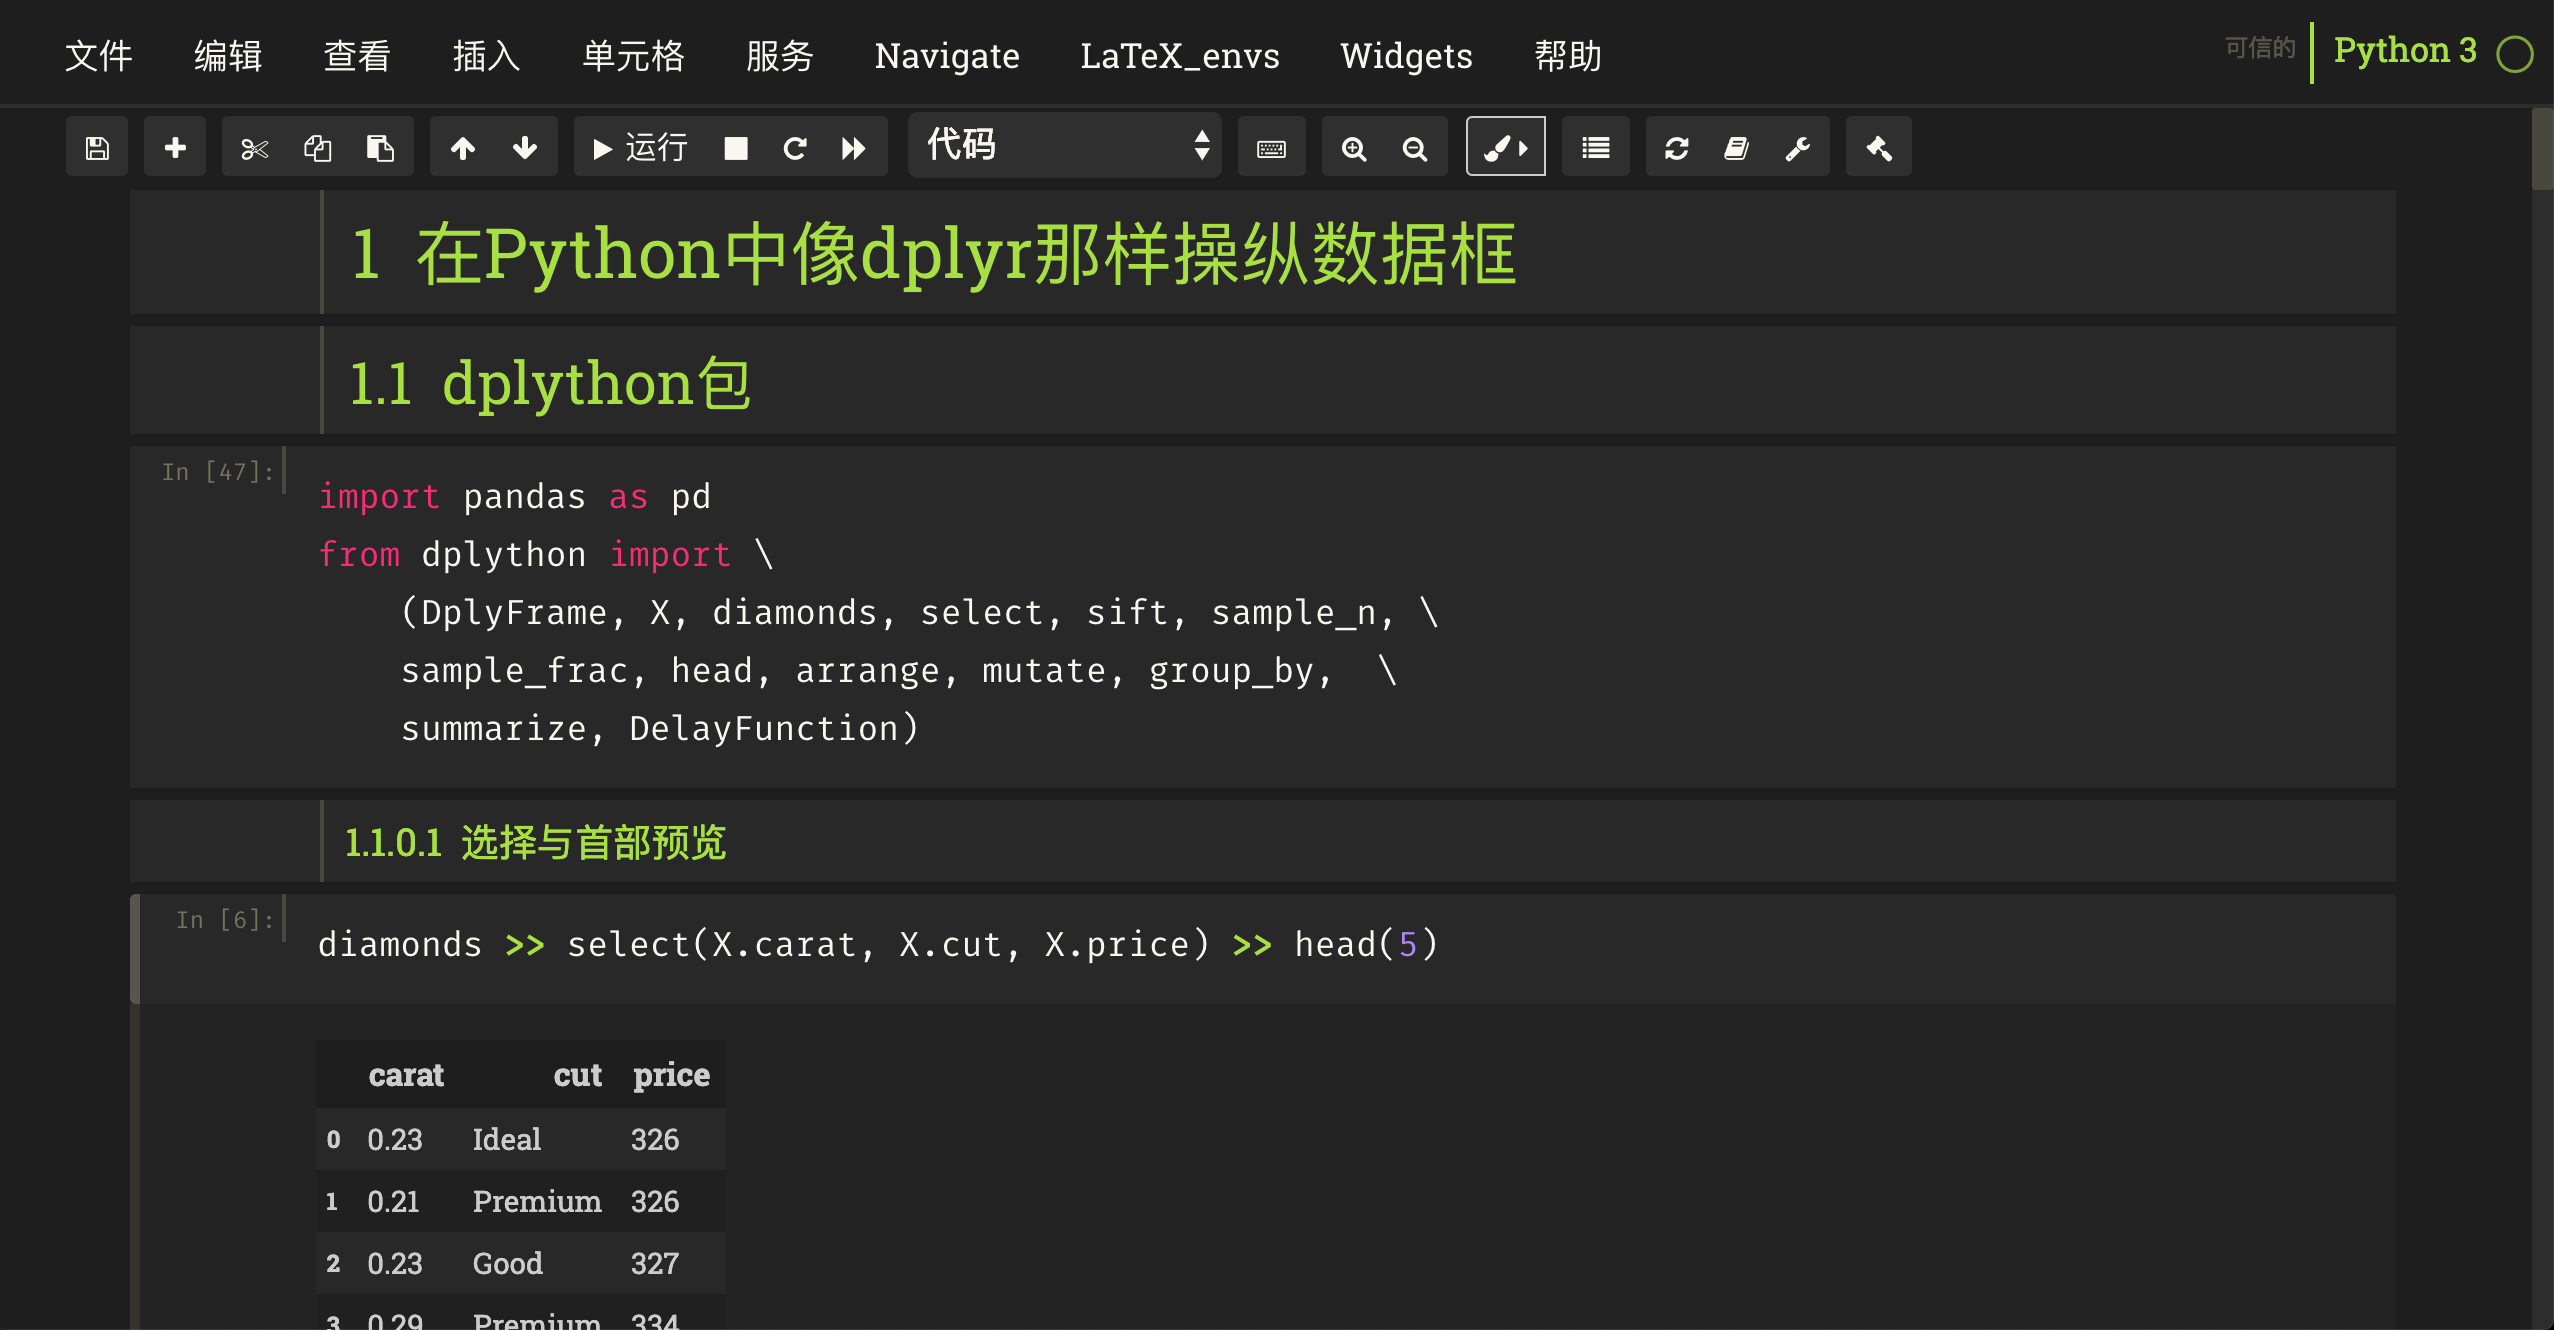 文件 编辑 查看 插入 单元格 服务 Navigate LaTeX_envs Widgets 帮助 可信的 Python 3
运行 代码
1 在Python中像dplyr那样操纵数据框
1.1 dplython包
In [47]:
import pandas as pd
from dplython import \
(DplyFrame, X, diamonds, select, sift, sample_n, \
sample_frac, head, arrange, mutate, group_by, \
summarize, DelayFunction)
1.1.0.1 选择与首部预览
In [6]:
diamonds >> select(X.carat, X.cut, X.price) >> head(5)
carat cut price
0 0.23 Ideal 326
1 0.21 Premium 326
2 0.23 Good 327
3 0.29 Premium 334